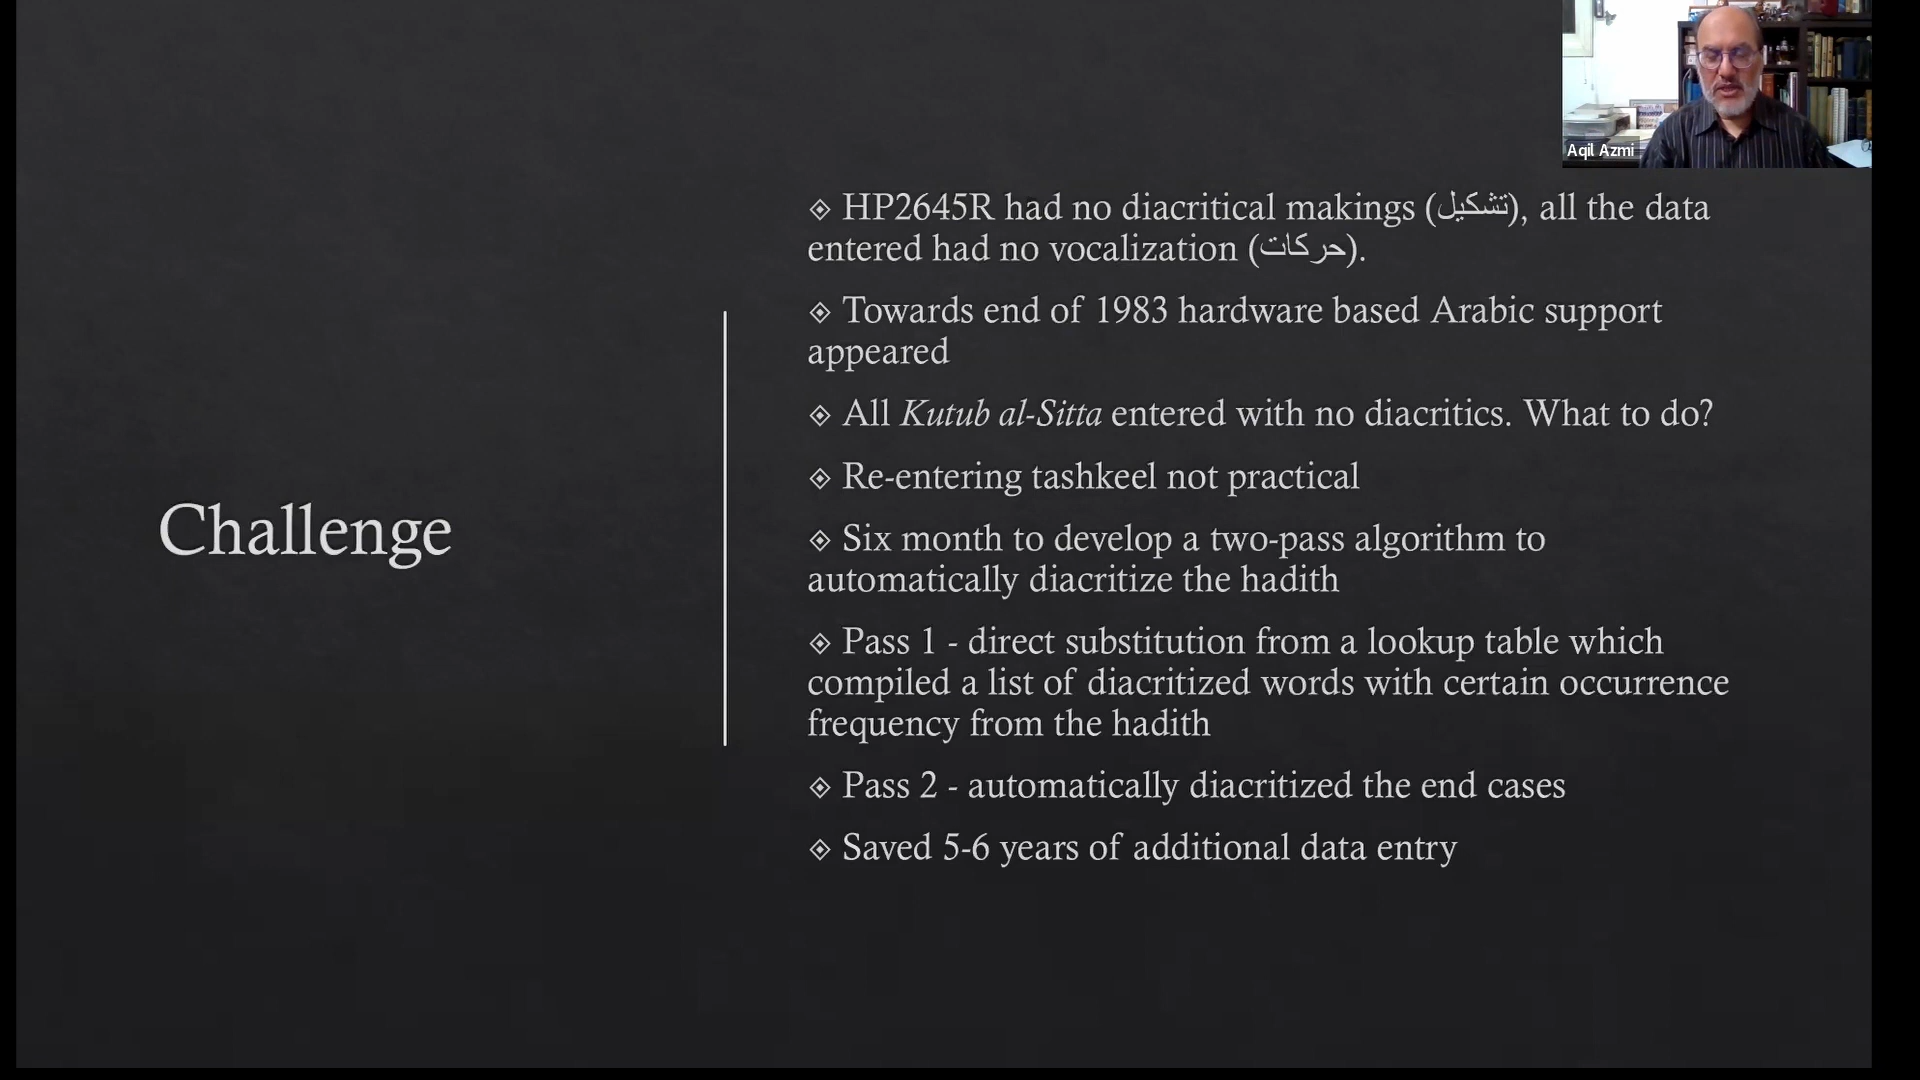 Aqil Azmi
Challenge
HP2645R had no diacritical makings (تشكيل), all the data
entered had no vocalization (حركات).
Towards end of 1983 hardware based Arabic support
appeared
All Kutub al-Sitta entered with no diacritics. What to do?
Re-entering tashkeel not practical
Six month to develop a two-pass algorithm to
automatically diacritize the hadith
Pass 1 - direct substitution from a lookup table which
compiled a list of diacritized words with certain occurrence
frequency from the hadith
Pass 2 - automatically diacritized the end cases
Saved 5-6 years of additional data entry